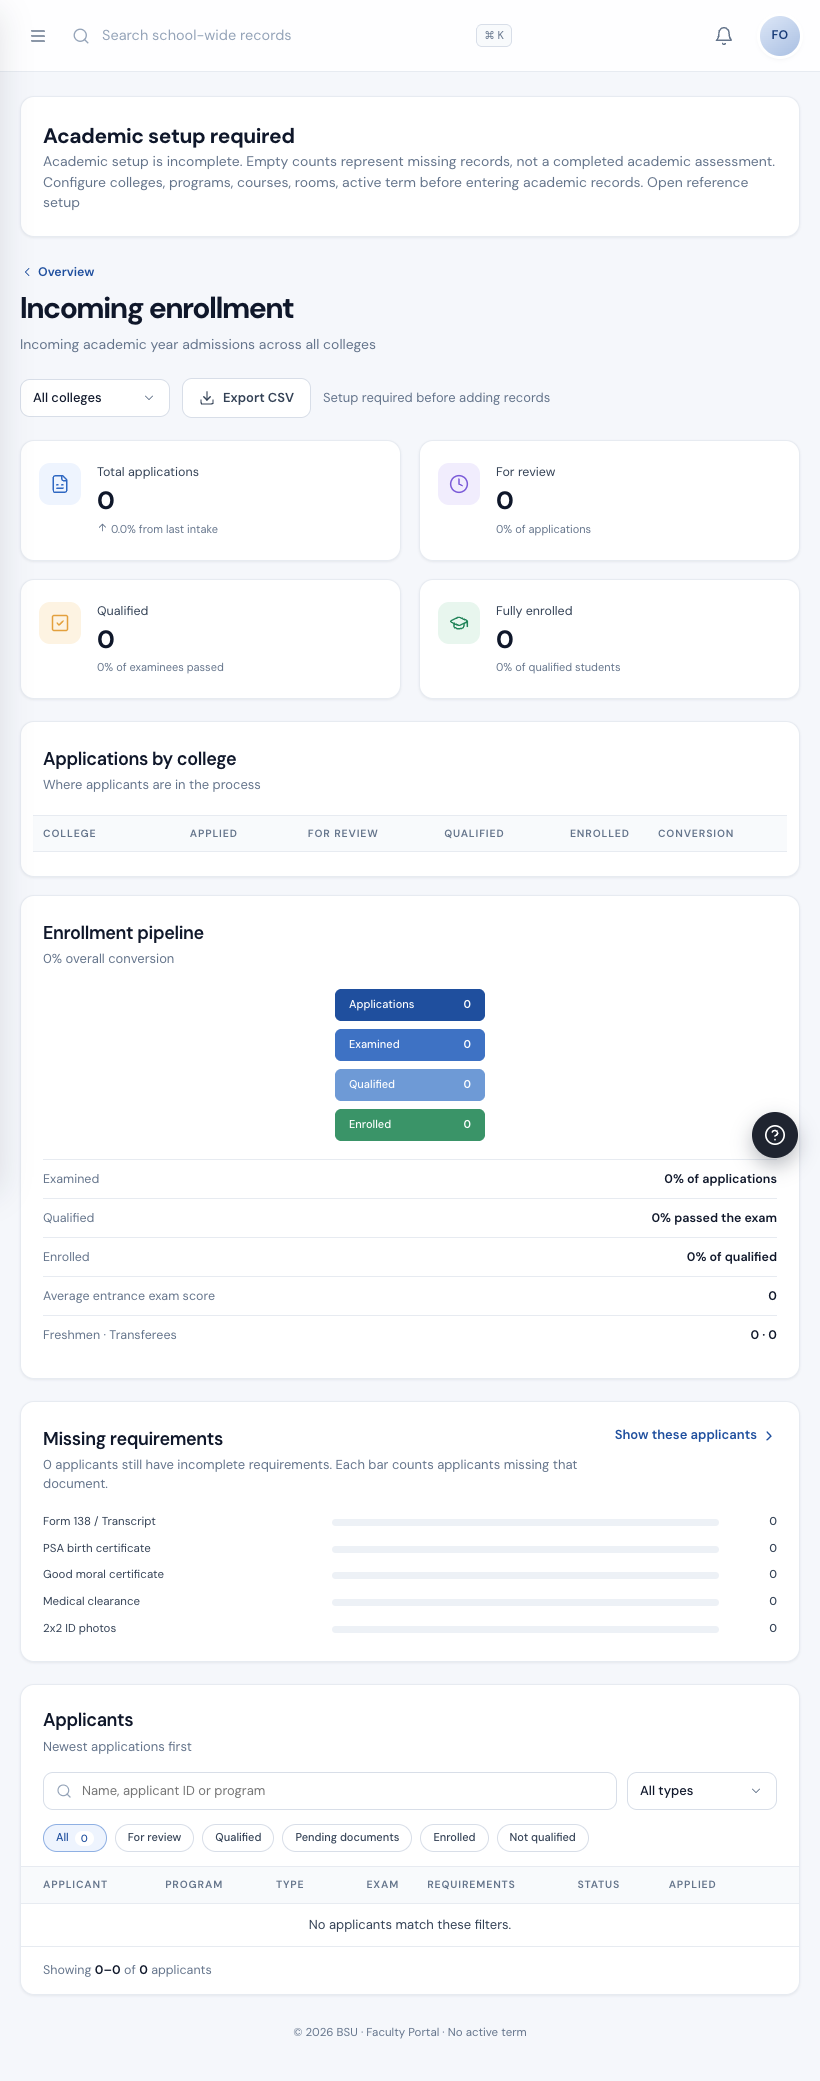 Search school-wide records
⌘ K
FO
Academic setup required
Academic setup is incomplete. Empty counts represent missing records, not a completed academic assessment.
Configure colleges, programs, courses, rooms, active term before entering academic records. Open reference
setup
Overview
Incoming enrollment
Incoming academic year admissions across all colleges
All colleges
Export CSV
Setup required before adding records
Total applications
0
↑ 0.0% from last intake
For review
0
0% of applications
Qualified
0
0% of examinees passed
Fully enrolled
0
0% of qualified students
Applications by college
Where applicants are in the process
COLLEGE APPLIED FOR REVIEW QUALIFIED ENROLLED CONVERSION
Enrollment pipeline
0% overall conversion
Applications 0
Examined 0
Qualified 0
Enrolled 0
Examined 0% of applications
Qualified 0% passed the exam
Enrolled 0% of qualified
Average entrance exam score 0
Freshmen · Transferees 0 · 0
Missing requirements
Show these applicants
0 applicants still have incomplete requirements. Each bar counts applicants missing that
document.
Form 138 / Transcript 0
PSA birth certificate 0
Good moral certificate 0
Medical clearance 0
2x2 ID photos 0
Applicants
Newest applications first
Name, applicant ID or program
All types
All 0 For review Qualified Pending documents Enrolled Not qualified
APPLICANT PROGRAM TYPE EXAM REQUIREMENTS STATUS APPLIED
No applicants match these filters.
Showing 0–0 of 0 applicants
© 2026 BSU · Faculty Portal · No active term